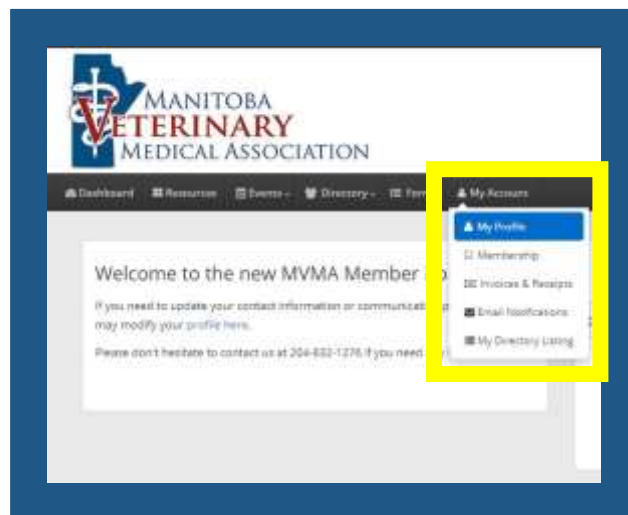 MANITOBA
VETERINARY
MEDICAL ASSOCIATION
Dashboard Resources Events Directory My Account
My Profile
Membership
Invoices & Receipts
Email Notifications
My Directory Listing
Welcome to the new MVMA Member
If you need to update your contact information or
may modify your profile here.
Please don't hesitate to contact us at 204-832-1276 if you need